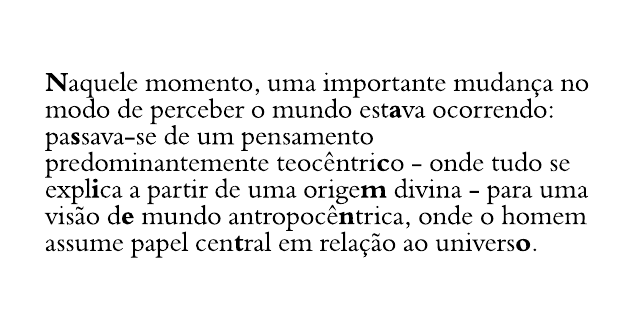 Naquele momento, uma importante mudança no
modo de perceber o mundo estava ocorrendo:
passava-se de um pensamento
predominantemente teocêntrico - onde tudo se
explica a partir de uma origem divina - para uma
visão de mundo antropocêntrica, onde o homem
assume papel central em relação ao universo.